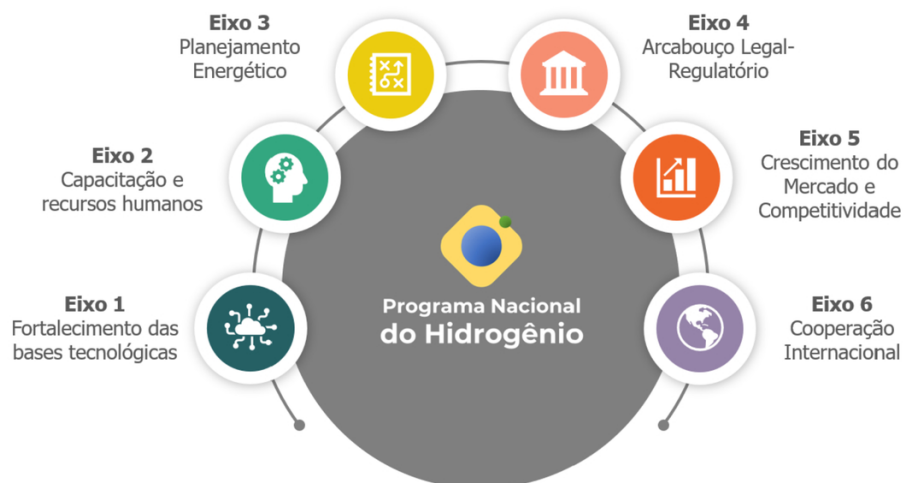 Eixo 1
Fortalecimento das
bases tecnológicas
Eixo 2
Capacitação e
recursos humanos
Eixo 3
Planejamento
Energético
Eixo 4
Arcabouço Legal-
Regulatório
Eixo 5
Crescimento do
Mercado e
Competitividade
Eixo 6
Cooperação
Internacional
Programa Nacional
do Hidrogênio